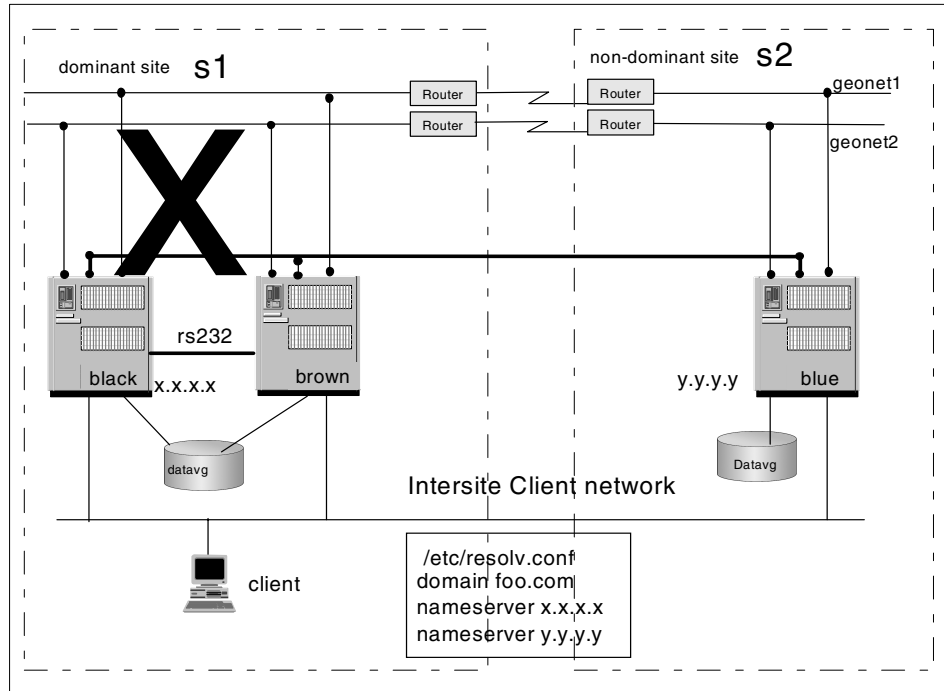 dominant site s1
non-dominant site s2
geonet1
Router
Router
Router
Router
geonet2
rs232
black
x.x.x.x
brown
y.y.y.y
blue
datavg
Datavg
Intersite Client network
client
/etc/resolv.conf
domain foo.com
nameserver x.x.x.x
nameserver y.y.y.y